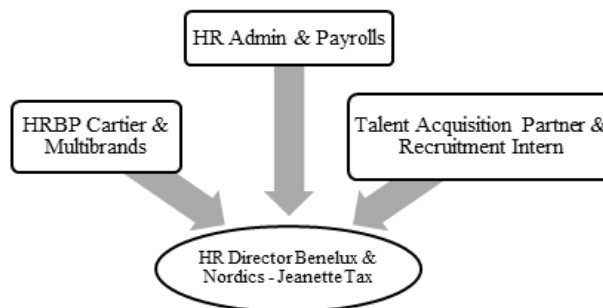 HR Admin & Payrolls
HRBP Cartier &
Multibrands
Talent Acquisition Partner &
Recruitment Intern
HR Director Benelux &
Nordics - Jeanette Tax